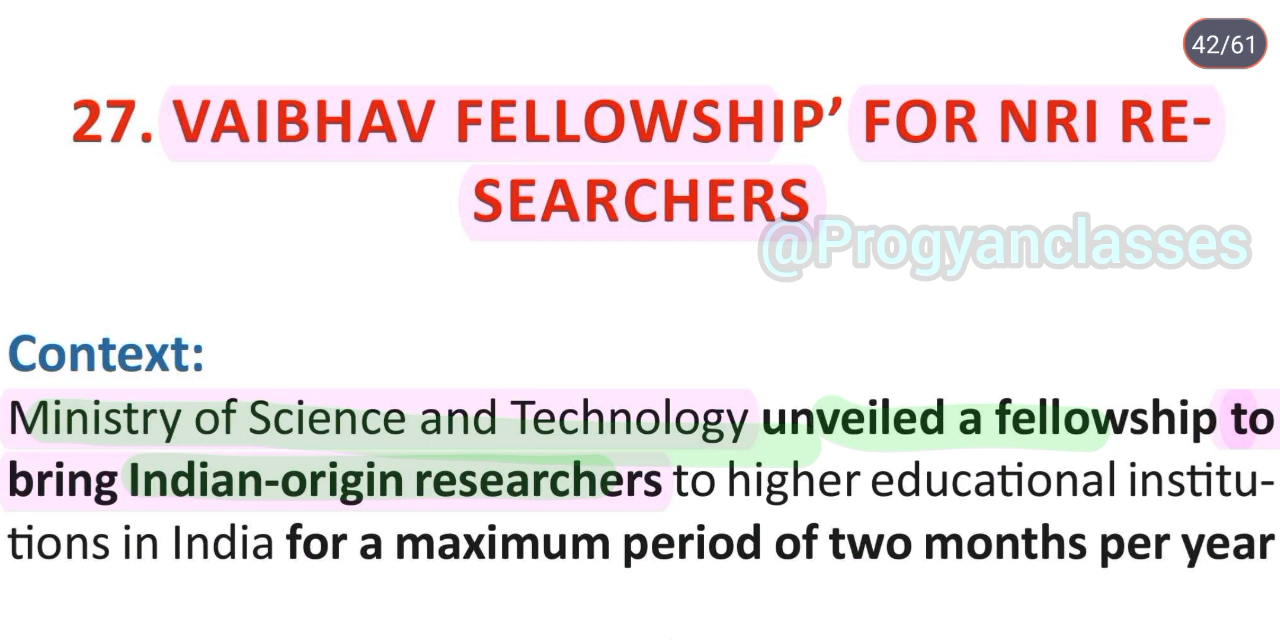 42/61
27. VAIBHAV FELLOWSHIP’ FOR NRI RE-
SEARCHERS
@Progyanclasses
Context:
Ministry of Science and Technology unveiled a fellowship to
bring Indian-origin researchers to higher educational institu-
tions in India for a maximum period of two months per year